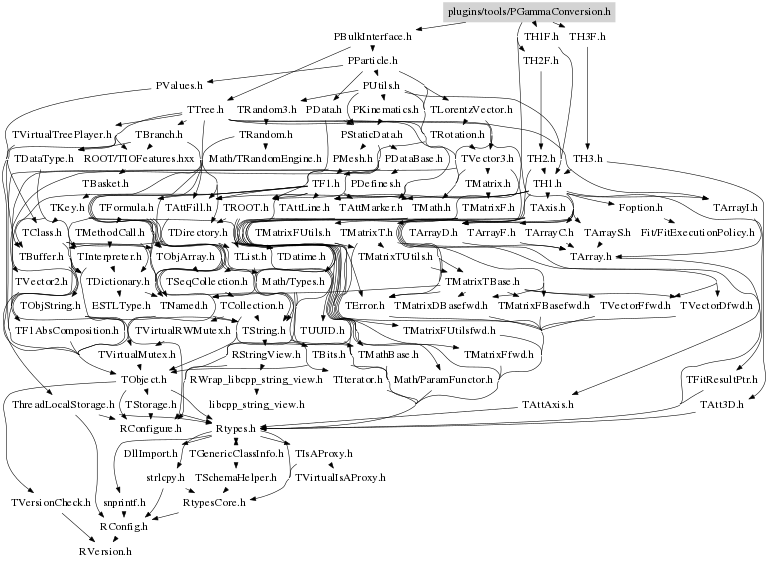 plugins/tools/PGammaConversion.h
PBulkInterface.h TH1F.h TH3F.h
PParticle.h TH2F.h
PValues.h PUtils.h
TTree.h TRandom3.h PData.h PKinematics.h TLorentzVector.h
TVirtualTreePlayer.h TBranch.h TRandom.h PStaticData.h TRotation.h
TDataType.h ROOT/TIOFeatures.hxx Math/TRandomEngine.h PMesh.h PDataBase.h TVector3.h TH2.h TH3.h
TBasket.h TF1.h PDefines.h TMatrix.h TH1.h
TKey.h TFormula.h TAttFill.h TROOT.h TAttLine.h TAttMarker.h TMath.h TMatrixF.h TAxis.h Foption.h TArrayI.h
TClass.h TMethodCall.h TDirectory.h TMatrixFUtils.h TMatrixT.h TArrayD.h TArrayF.h TArrayC.h TArrayS.h Fit/FitExecutionPolicy.h
TBuffer.h TInterpreter.h TObjArray.h TList.h TDatime.h TMatrixTUtils.h TArray.h
TVector2.h TDictionary.h TSeqCollection.h Math/Types.h TMatrixTBase.h
TObjString.h ESTLType.h TNamed.h TCollection.h TError.h TMatrixDBasefwd.h TMatrixFBasefwd.h TVectorFfwd.h TVectorDfwd.h
TF1AbsComposition.h TVirtualRWMutex.h TString.h TUUID.h TMatrixFUtilsfwd.h
TVirtualMutex.h RStringView.h TBits.h TMathBase.h TMatrixFfwd.h
TObject.h RWrap_libcpp_string_view.h TIterator.h Math/ParamFunctor.h TFitResultPtr.h
ThreadLocalStorage.h TStorage.h libcpp_string_view.h TAttAxis.h TAtt3D.h
RConfigure.h Rtypes.h
DllImport.h TGenericClassInfo.h TIsAProxy.h
strlcpy.h TSchemaHelper.h TVirtualIsAProxy.h
TVersionCheck.h snprintf.h RtypesCore.h
RConfig.h
RVersion.h